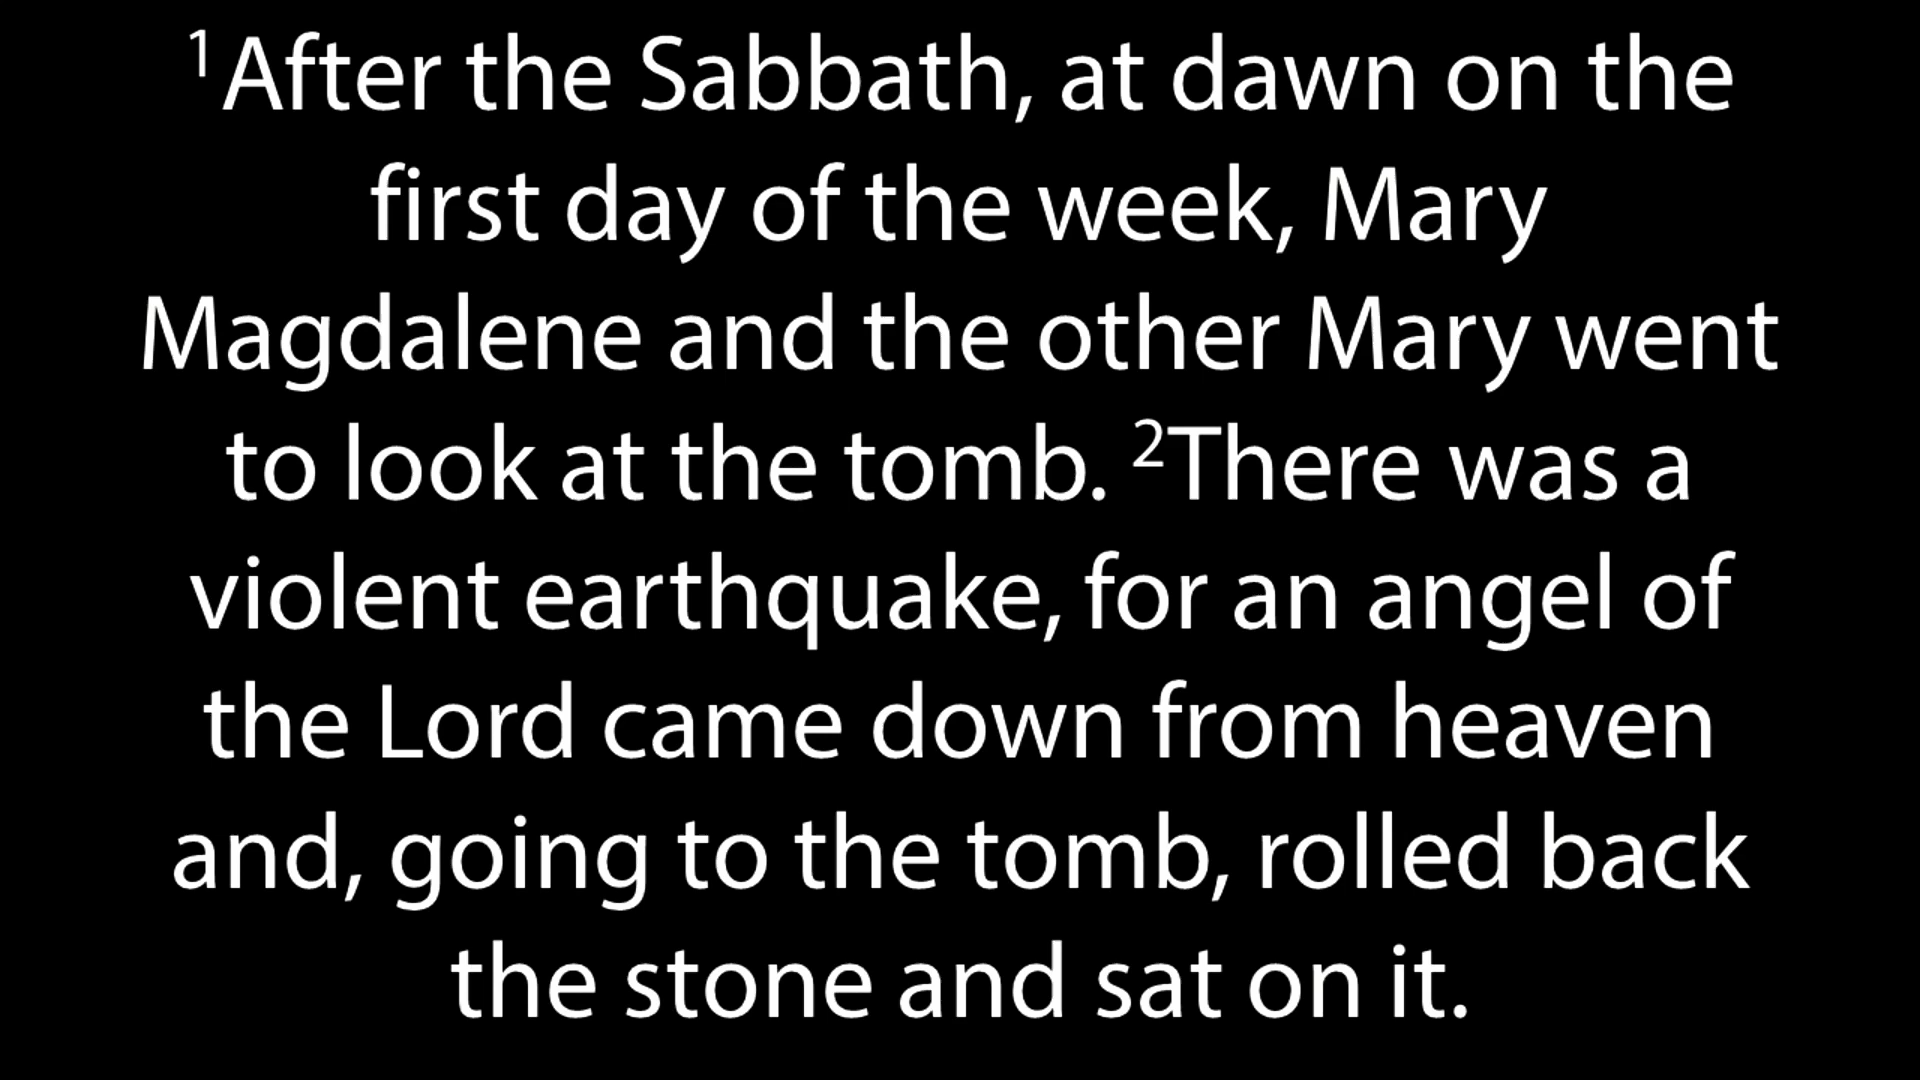 ¹After the Sabbath, at dawn on the
first day of the week, Mary
Magdalene and the other Mary went
to look at the tomb. ²There was a
violent earthquake, for an angel of
the Lord came down from heaven
and, going to the tomb, rolled back
the stone and sat on it.